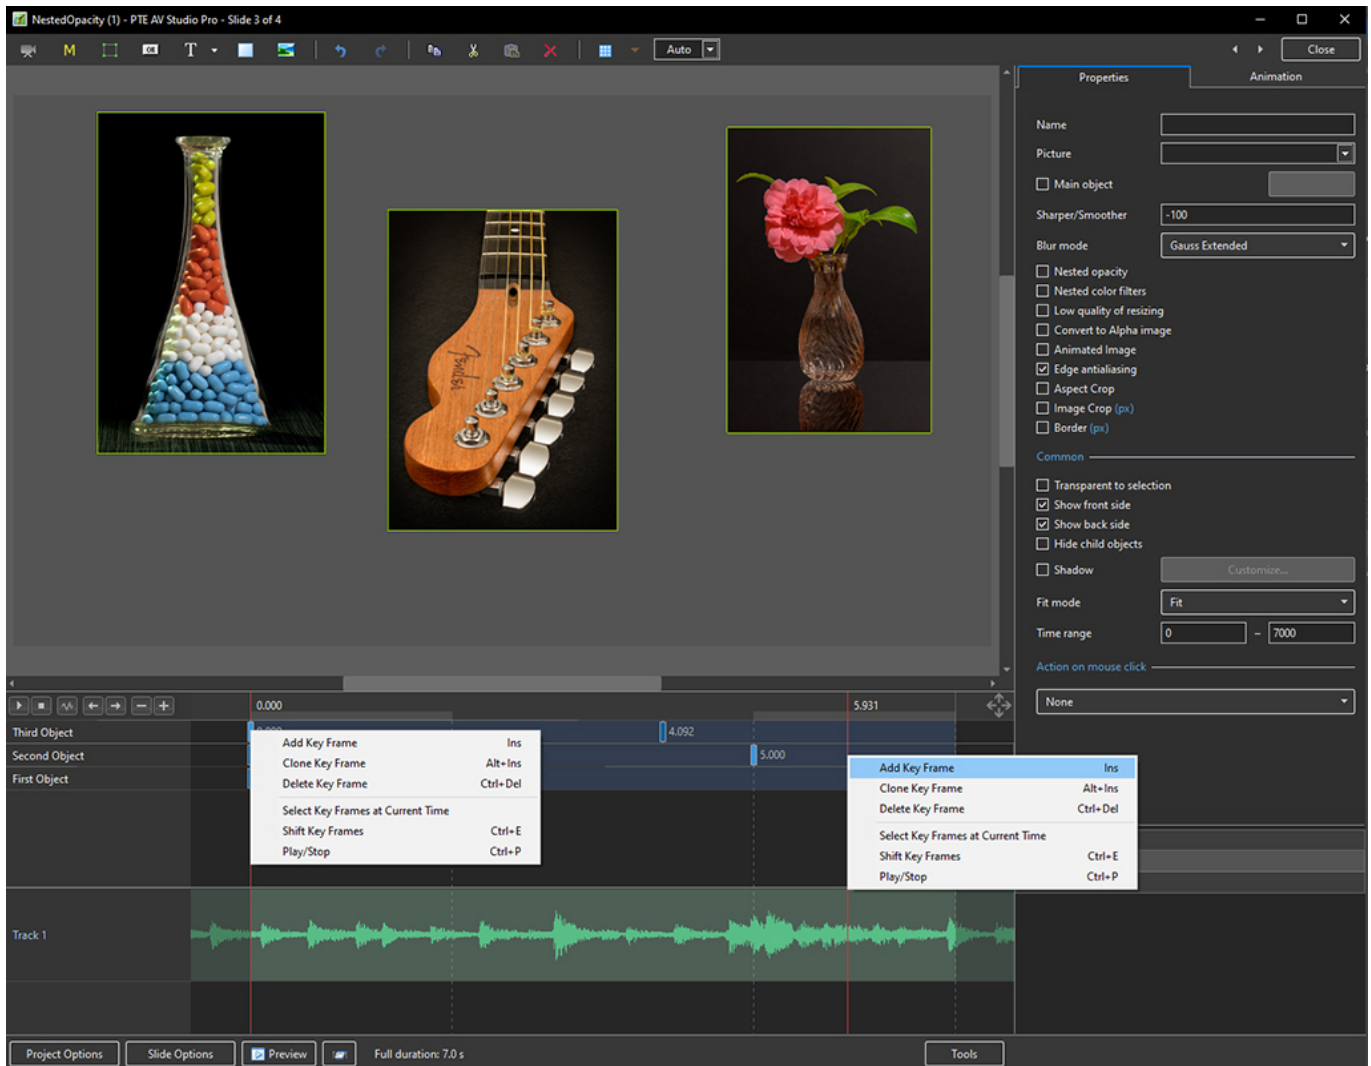 NestedOpacity (1) - PTE AV Studio Pro - Slide 3 of 4
M
OK
T
Auto
Close
Properties
Animation
Name
Picture
Main object
Sharper/Smoother
-100
Blur mode
Gauss Extended
Nested opacity
Nested color filters
Low quality of resizing
Convert to Alpha image
Animated Image
Edge antialiasing
Aspect Crop
Image Crop (px)
Border (px)
Common
Transparent to selection
Show front side
Show back side
Hide child objects
Shadow
Customize...
Fit mode
Fit
Time range
0 – 7000
Action on mouse click
None
Fender
0.000
5.931
Third Object
4.092
Second Object
5.000
First Object
Add Key Frame Ins
Clone Key Frame Alt+Ins
Delete Key Frame Ctrl+Del
Select Key Frames at Current Time
Shift Key Frames Ctrl+E
Play/Stop Ctrl+P
Add Key Frame Ins
Clone Key Frame Alt+Ins
Delete Key Frame Ctrl+Del
Select Key Frames at Current Time
Shift Key Frames Ctrl+E
Play/Stop Ctrl+P
Track 1
Project Options
Slide Options
Preview
Full duration: 7.0 s
Tools